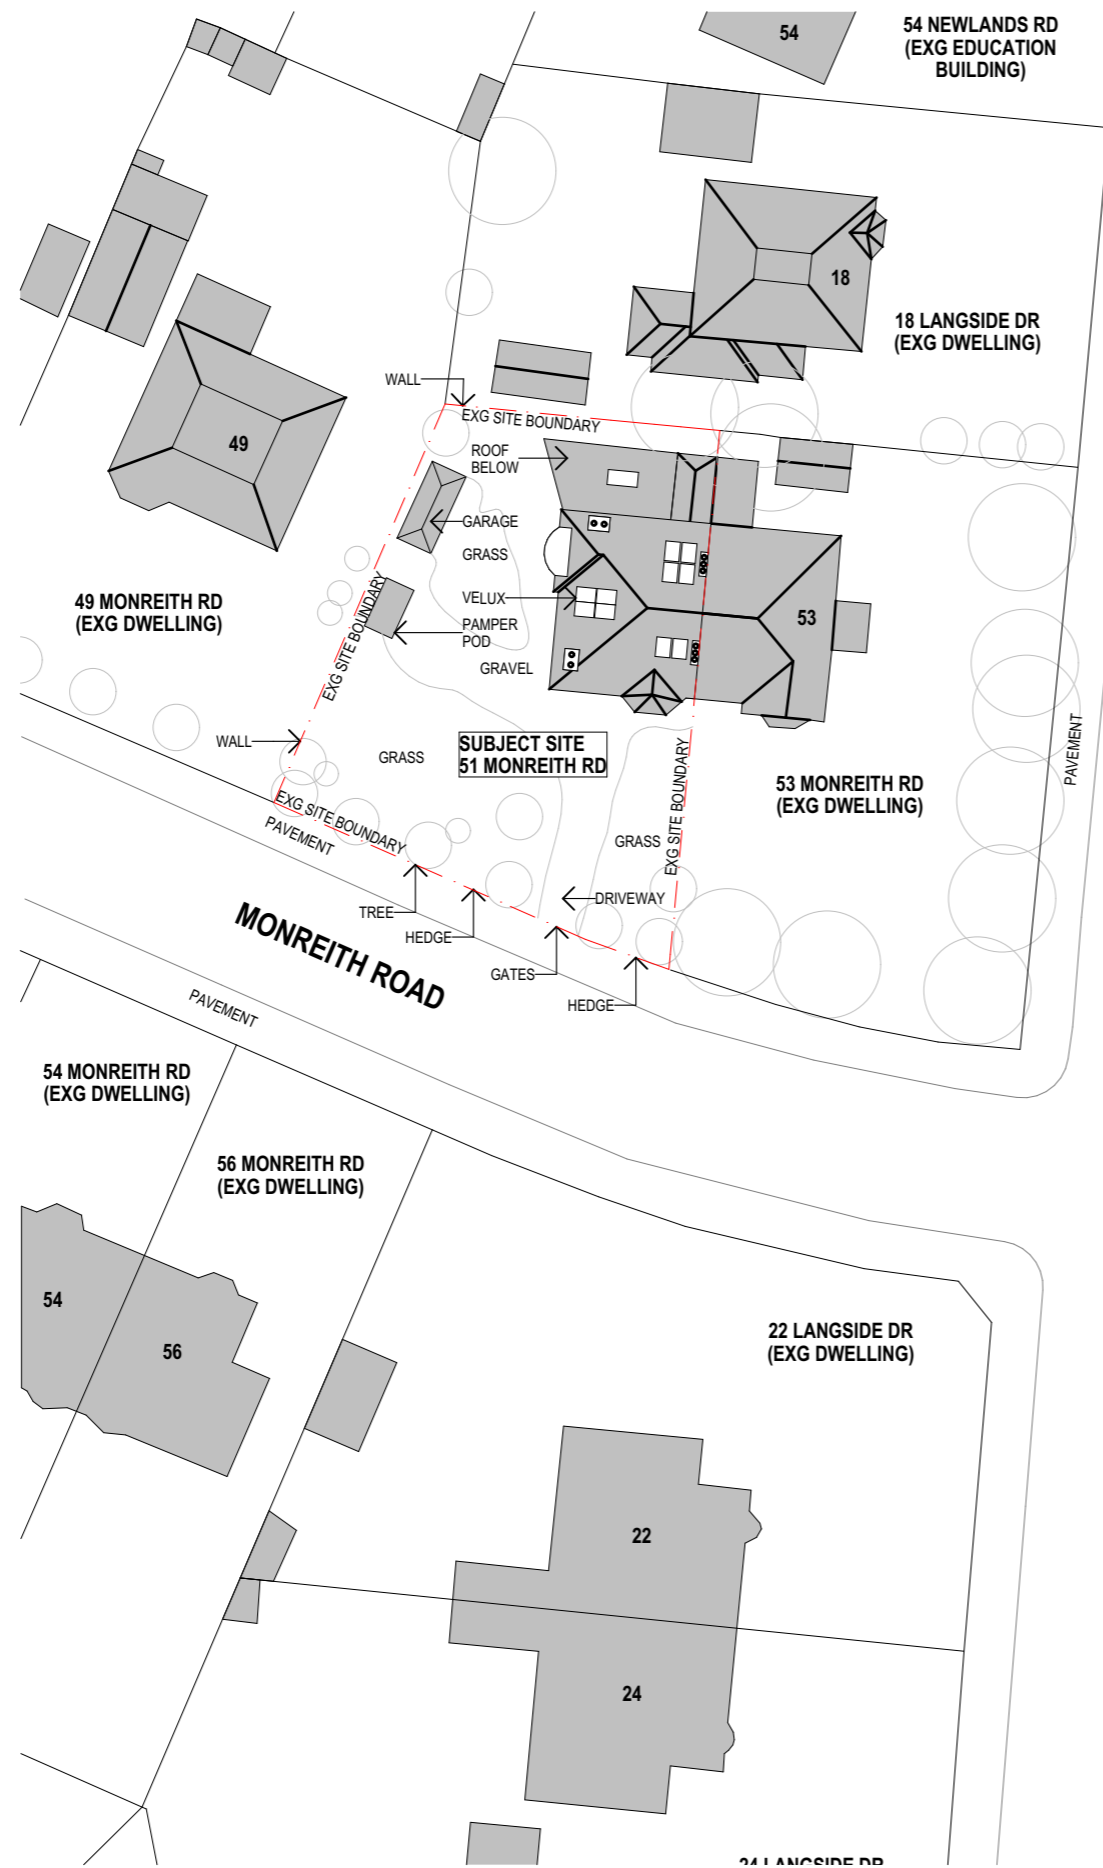 54
54 NEWLANDS RD
(EXG EDUCATION
BUILDING)
18
18 LANGSIDE DR
(EXG DWELLING)
WALL
EXG SITE BOUNDARY
49
ROOF
BELOW
GARAGE
GRASS
49 MONREITH RD
(EXG DWELLING)
EXG SITE BOUNDARY
VELUX
PAMPER
POD
53
GRAVEL
WALL
GRASS
SUBJECT SITE
51 MONREITH RD
EXG SITE BOUNDARY
53 MONREITH RD
(EXG DWELLING)
PAVEMENT
EXG SITE BOUNDARY
PAVEMENT
GRASS
TREE
DRIVEWAY
HEDGE
GATES
HEDGE
MONREITH ROAD
PAVEMENT
54 MONREITH RD
(EXG DWELLING)
56 MONREITH RD
(EXG DWELLING)
54
56
22 LANGSIDE DR
(EXG DWELLING)
22
24
24 LANGSIDE DR